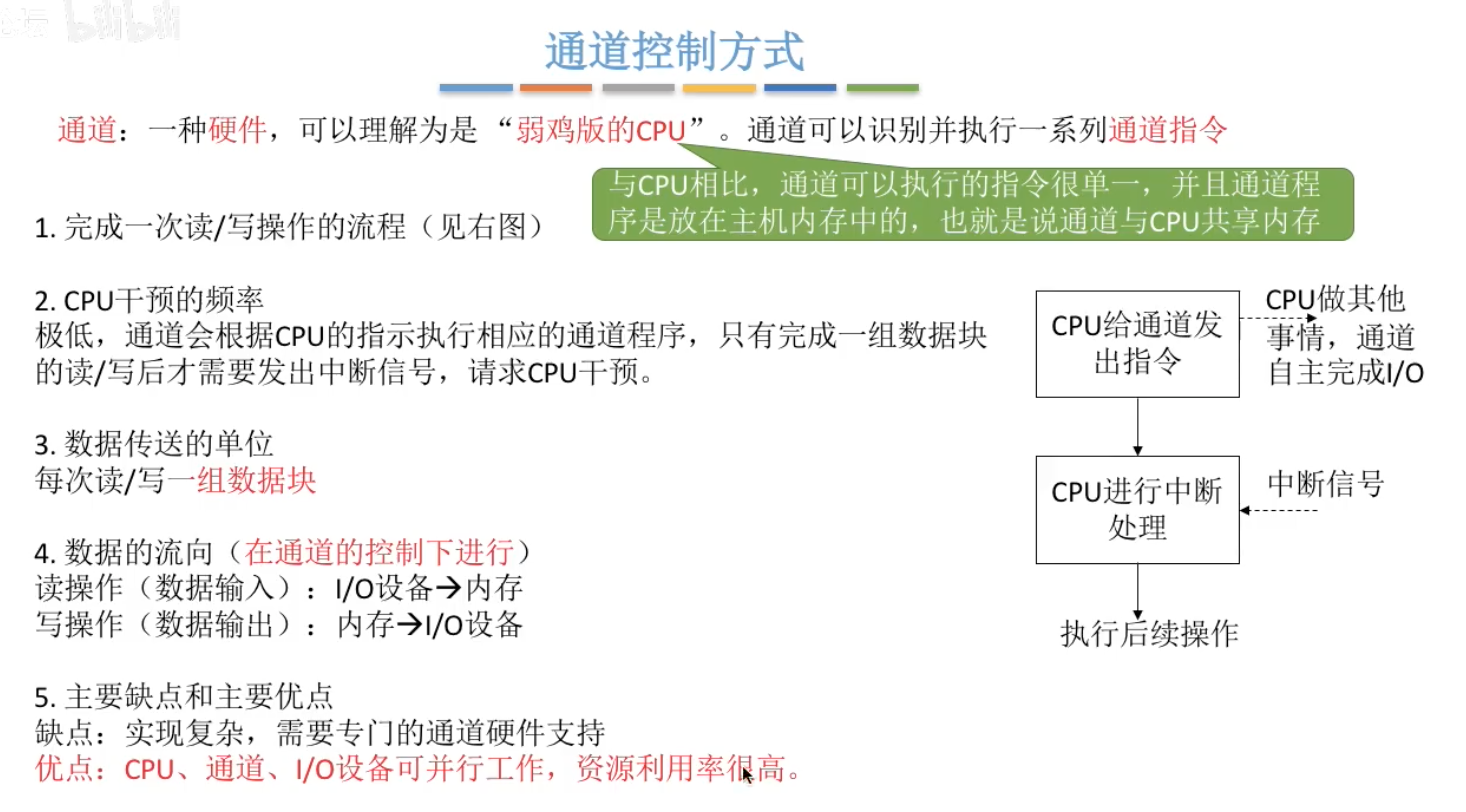 bilibili
通道控制方式
通道：一种硬件，可以理解为是“弱鸡版的CPU”。通道可以识别并执行一系列通道指令
与CPU相比，通道可以执行的指令很单一，并且通道程
序是放在主机内存中的，也就是说通道与CPU共享内存
1. 完成一次读/写操作的流程（见右图）
2. CPU干预的频率
极低，通道会根据CPU的指示执行相应的通道程序，只有完成一组数据块
的读/写后才需要发出中断信号，请求CPU干预。
3. 数据传送的单位
每次读/写一组数据块
4. 数据的流向（在通道的控制下进行）
读操作（数据输入）：I/O设备→内存
写操作（数据输出）：内存→I/O设备
5. 主要缺点和主要优点
缺点：实现复杂，需要专门的通道硬件支持
优点：CPU、通道、I/O设备可并行工作，资源利用率很高。
CPU给通道发
出指令
CPU做其他
事情，通道
自主完成I/O
CPU进行中断
处理
中断信号
执行后续操作